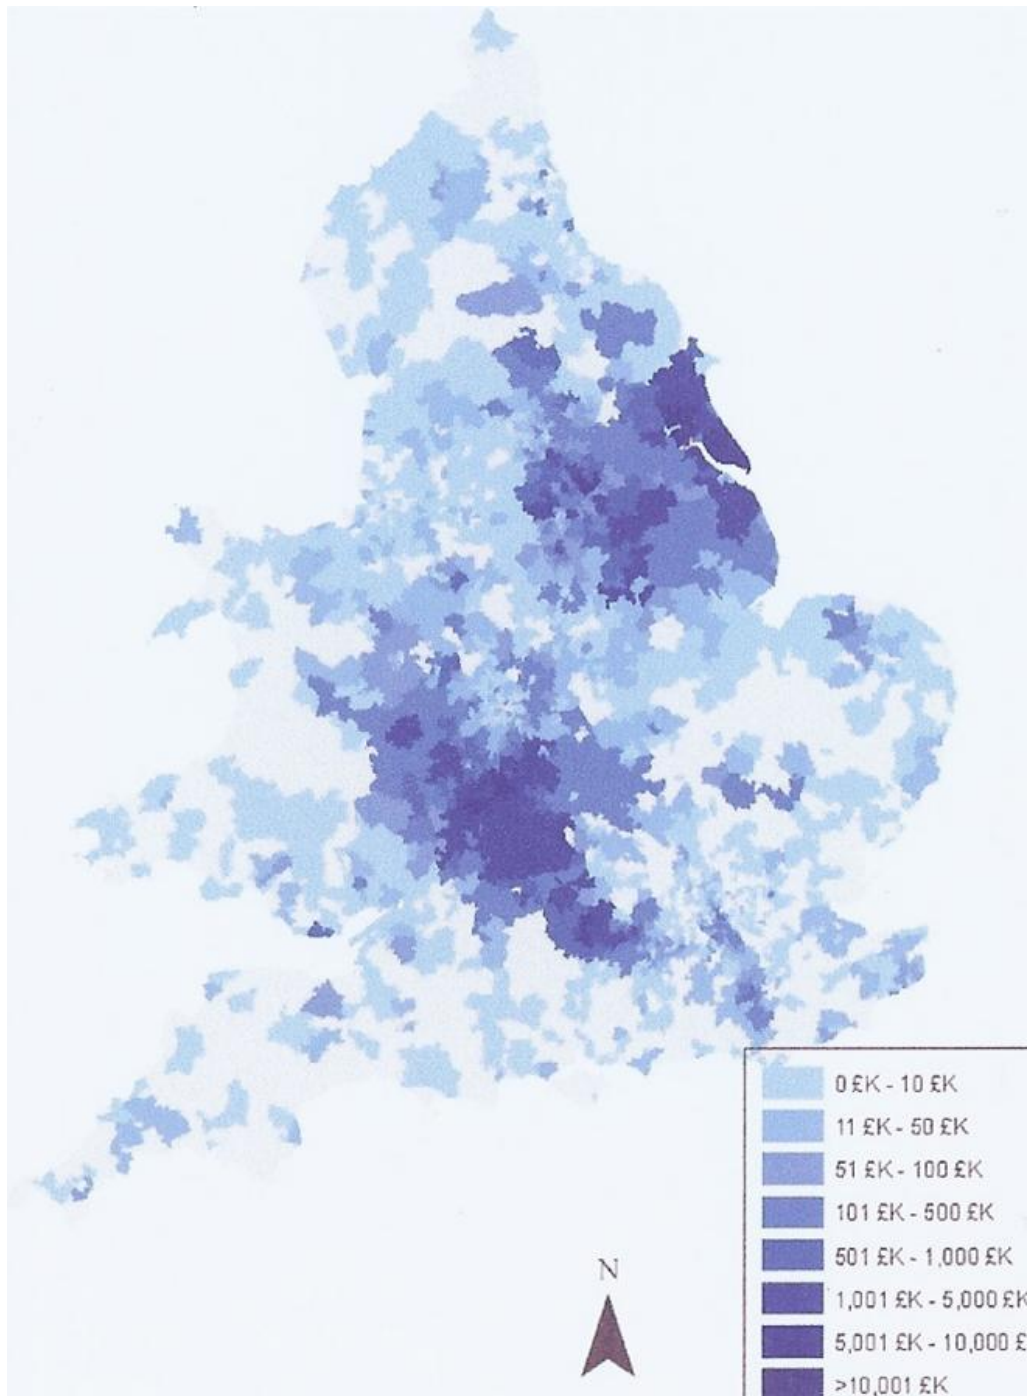 N
0 £K - 10 £K
11 £K - 50 £K
51 £K - 100 £K
101 £K - 500 £K
501 £K - 1,000 £K
1,001 £K - 5,000 £K
5,001 £K - 10,000 £
>10,001 £K